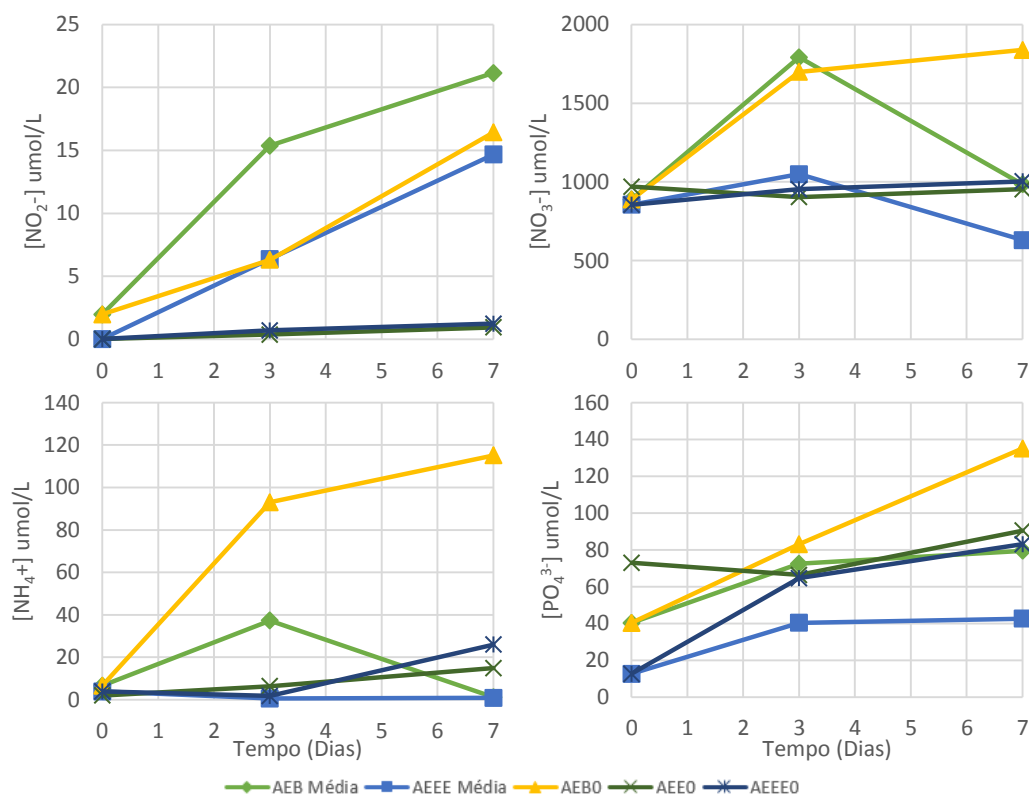 [NO2-] umol/L
25
20
15
10
5
0
0 1 2 3 4 5 6 7
[NO3-] umol/L
2000
1500
1000
500
0
0 1 2 3 4 5 6 7
[NH4+] umol/L
140
120
100
80
60
40
20
0
0 1 2 3 4 5 6 7
Tempo (Dias)
[PO4 3-] umol/L
160
140
120
100
80
60
40
20
0
0 1 2 3 4 5 6 7
Tempo (Dias)
AEB Média AEEE Média AEB0 AEE0 AEEE0